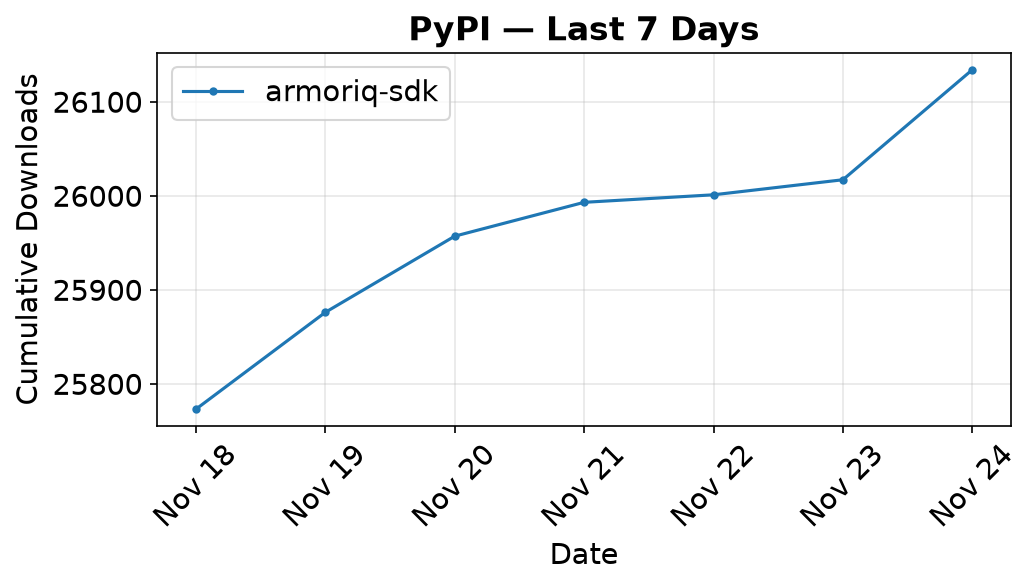 PyPI — Last 7 Days
armoriq-sdk
Cumulative Downloads
26100
26000
25900
25800
Nov 18
Nov 19
Nov 20
Nov 21
Nov 22
Nov 23
Nov 24
Date